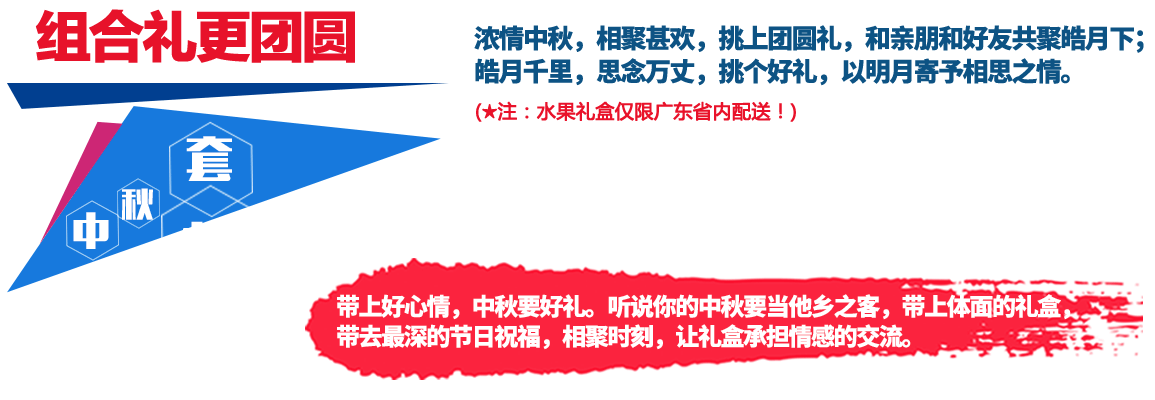 组合礼更团圆
浓情中秋，相聚甚欢，挑上团圆礼，和亲朋和好友共聚皓月下；
皓月千里，思念万丈，挑个好礼，以明月寄予相思之情。
(★注：水果礼盒仅限广东省内配送！)
中秋套
带上好心情，中秋要好礼。听说你的中秋要当他乡之客，带上体面的礼盒，
带去最深的节日祝福，相聚时刻，让礼盒承担情感的交流。